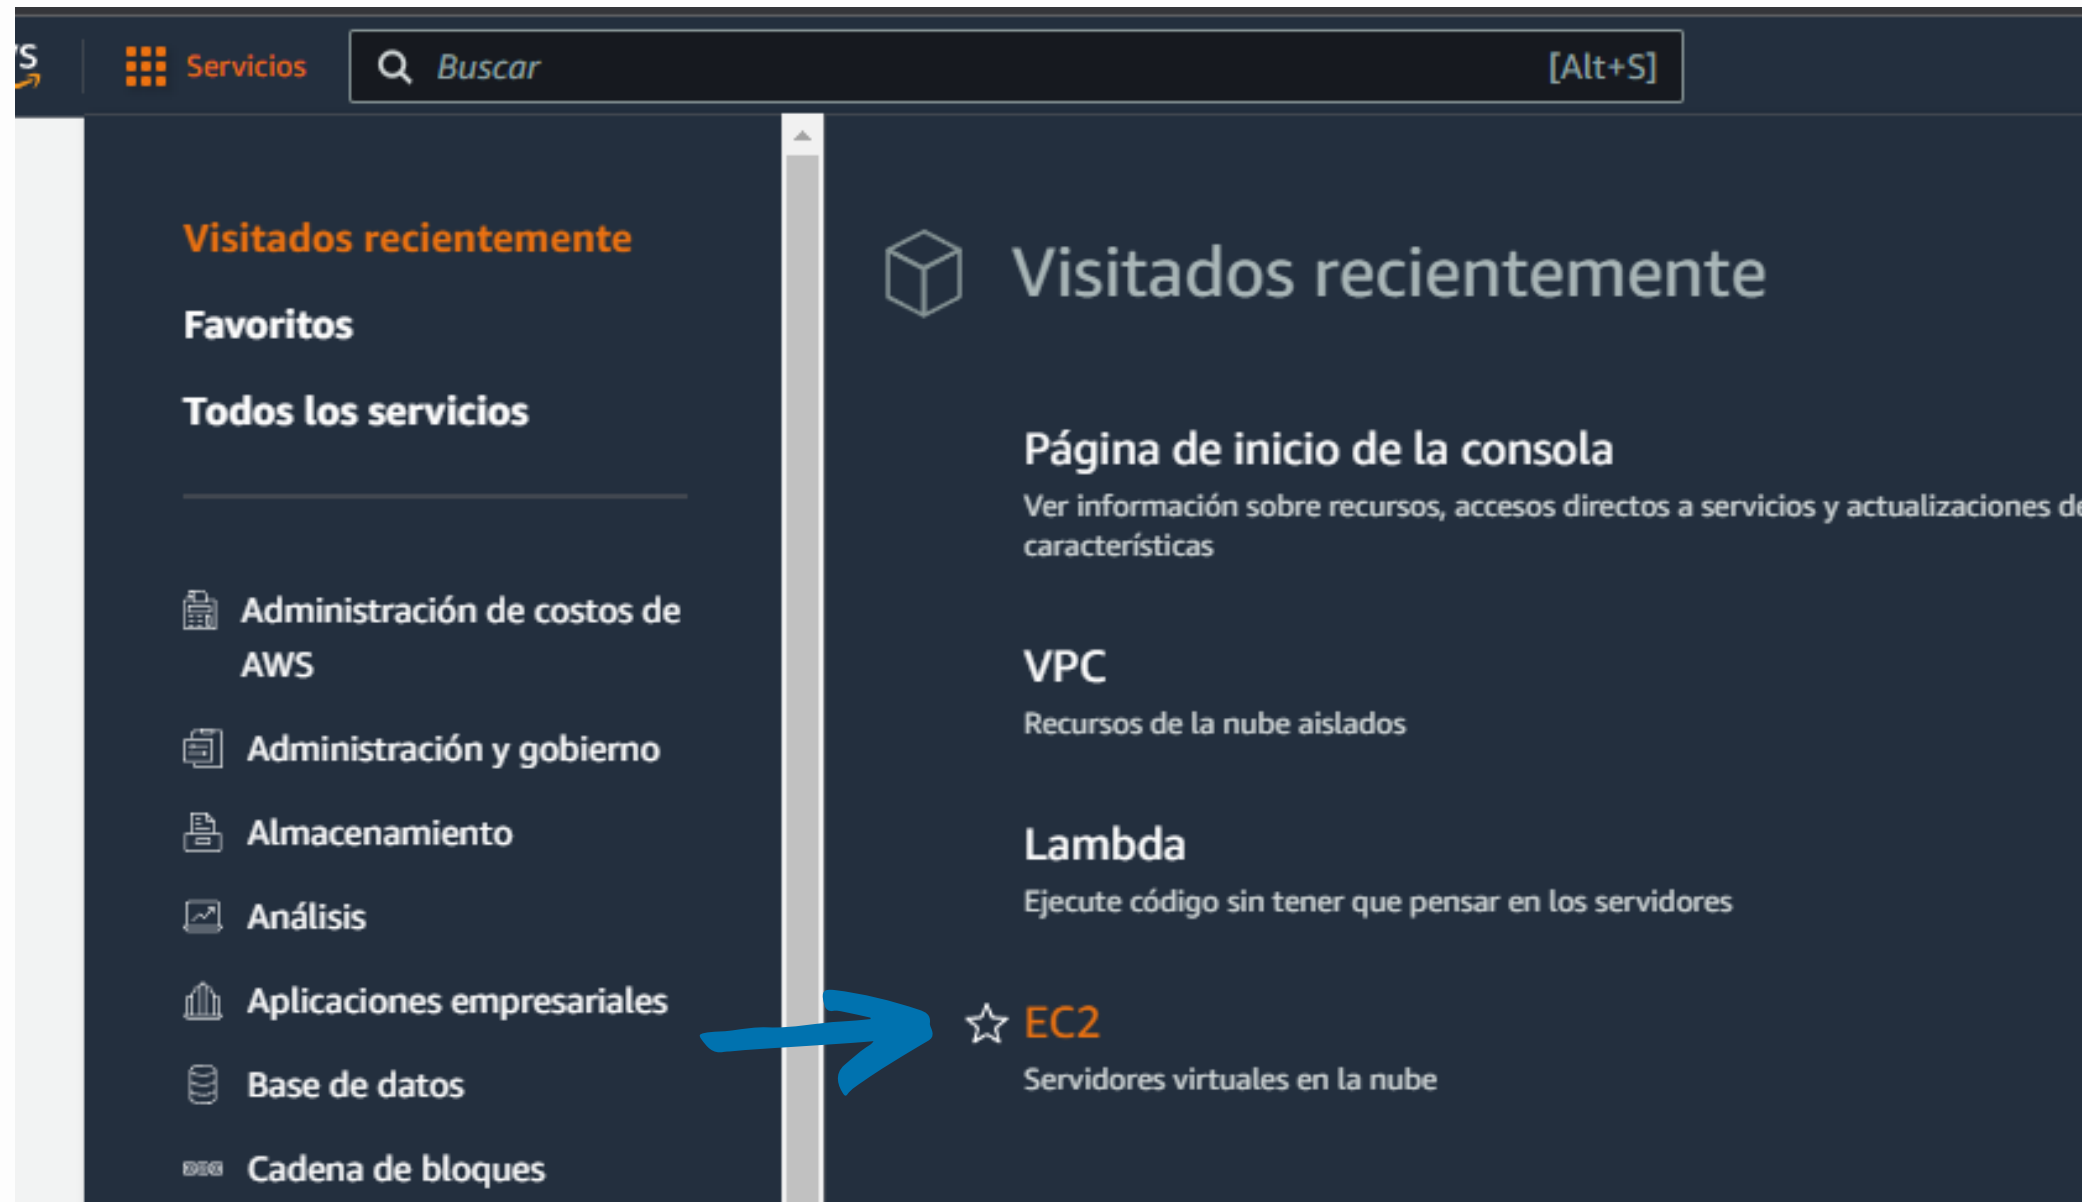 Servicios
Buscar
[Alt+S]
Visitados recientemente
Favoritos
Todos los servicios
Administración de costos de
AWS
Administración y gobierno
Almacenamiento
Análisis
Aplicaciones empresariales
Base de datos
Cadena de bloques
Visitados recientemente
Página de inicio de la consola
Ver información sobre recursos, accesos directos a servicios y actualizaciones de
características
VPC
Recursos de la nube aislados
Lambda
Ejecute código sin tener que pensar en los servidores
EC2
Servidores virtuales en la nube